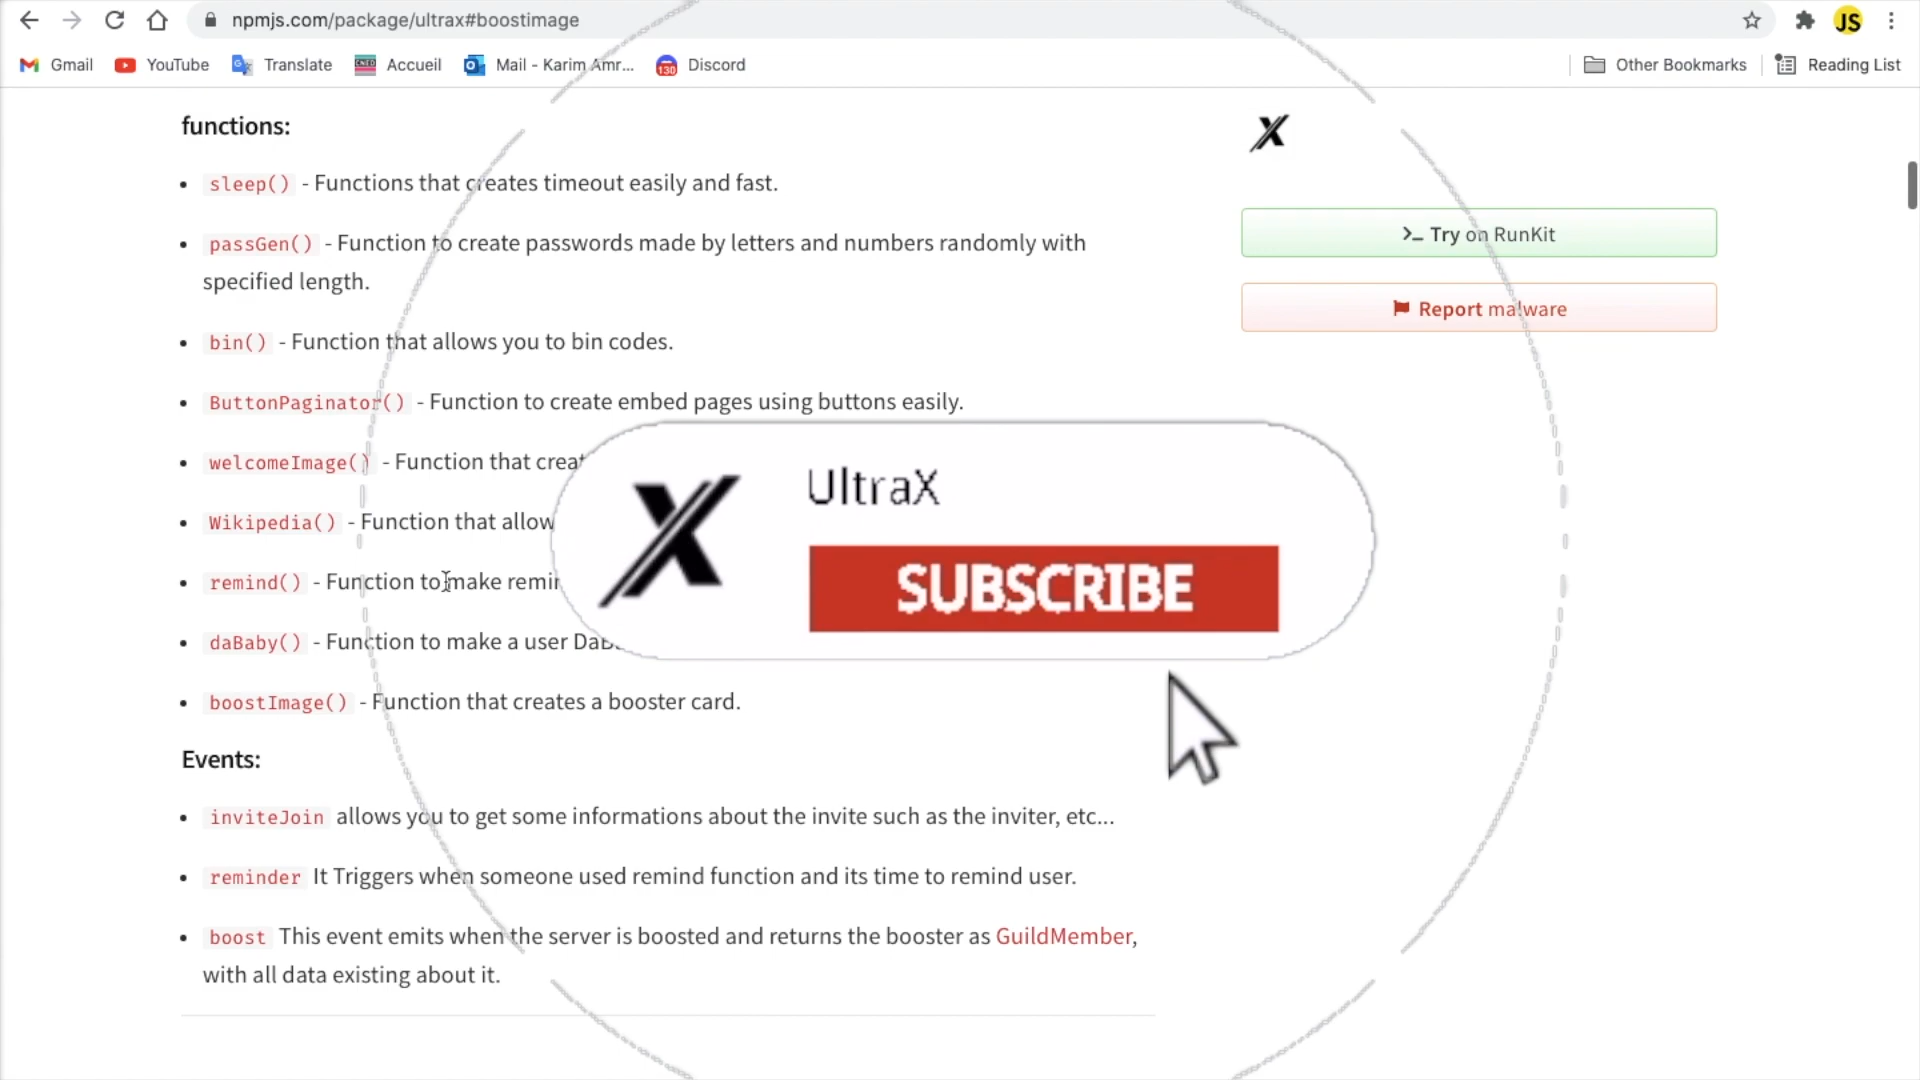 npmjs.com/package/ultrax#boostimage
JS
Gmail YouTube Translate CNED Accueil Mail - Karim Amr... 130 Discord Other Bookmarks Reading List
functions:
sleep() - Functions that creates timeout easily and fast.
passGen() - Function to create passwords made by letters and numbers randomly with
specified length.
bin() - Function that allows you to bin codes.
ButtonPaginator() - Function to create embed pages using buttons easily.
welcomeImage() - Function that creat
Wikipedia() - Function that allow
remind() - Function to make remin
daBaby() - Function to make a user
boostImage() - Function that creates a booster card.
Events:
inviteJoin allows you to get some informations about the invite such as the inviter, etc...
reminder It Triggers when someone used remind function and its time to remind user.
boost This event emits when the server is boosted and returns the booster as GuildMember,
with all data existing about it.
X
>_ Try on RunKit
Report malware
X
UltraX
SUBSCRIBE